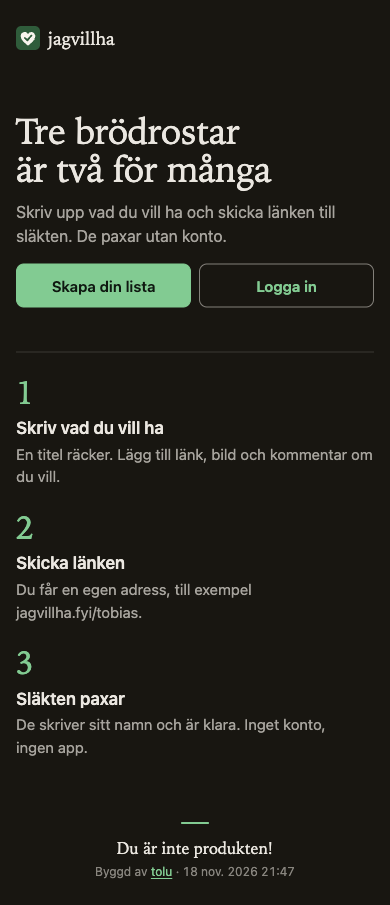 jagvillha
Tre brödrostar
är två för många
Skriv upp vad du vill ha och skicka länken till
släkten. De paxar utan konto.
Skapa din lista
Logga in
1
Skriv vad du vill ha
En titel räcker. Lägg till länk, bild och kommentar om
du vill.
2
Skicka länken
Du får en egen adress, till exempel
jagvillha.fyi/tobias.
3
Släkten paxar
De skriver sitt namn och är klara. Inget konto,
ingen app.
Du är inte produkten!
Byggd av tolu · 18 nov. 2026 21:47